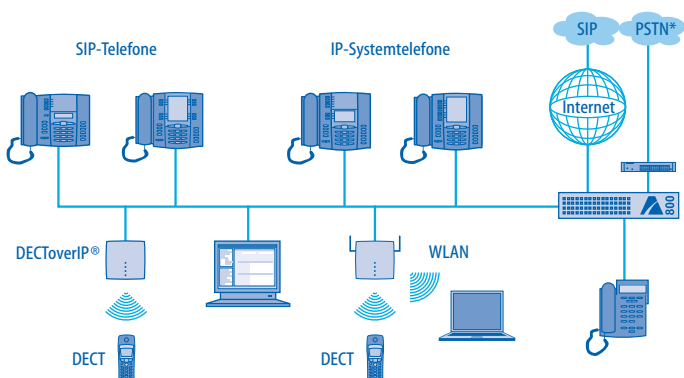 SIP
PSTN*
SIP-Telefone
IP-Systemtelefone
Internet
800
DECToverIP®
WLAN
DECT
DECT